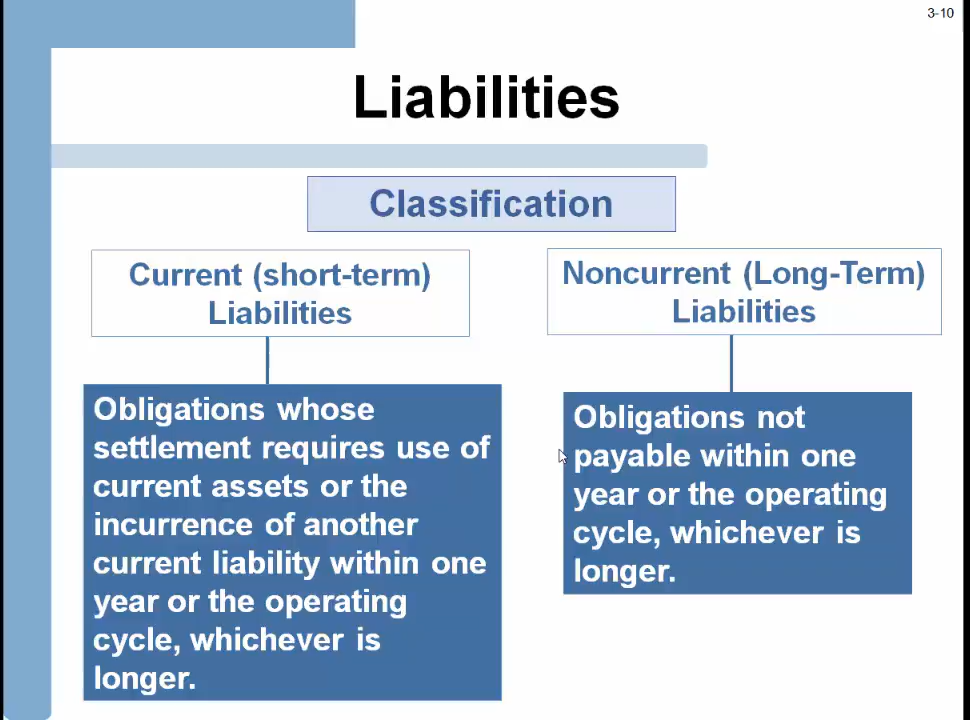 3-10
Liabilities
Classification
Current (short-term)
Liabilities
Obligations whose
settlement requires use of
current assets or the
incurrence of another
current liability within one
year or the operating
cycle, whichever is
longer.
Noncurrent (Long-Term)
Liabilities
Obligations not
payable within one
year or the operating
cycle, whichever is
longer.